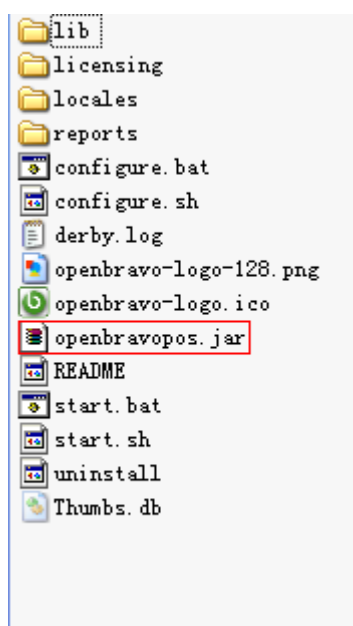 lib
licensing
locales
reports
configure.bat
configure.sh
derby.log
openbravo-logo-128.png
openbravo-logo.ico
openbravopos.jar
README
start.bat
start.sh
uninstall
Thumbs.db